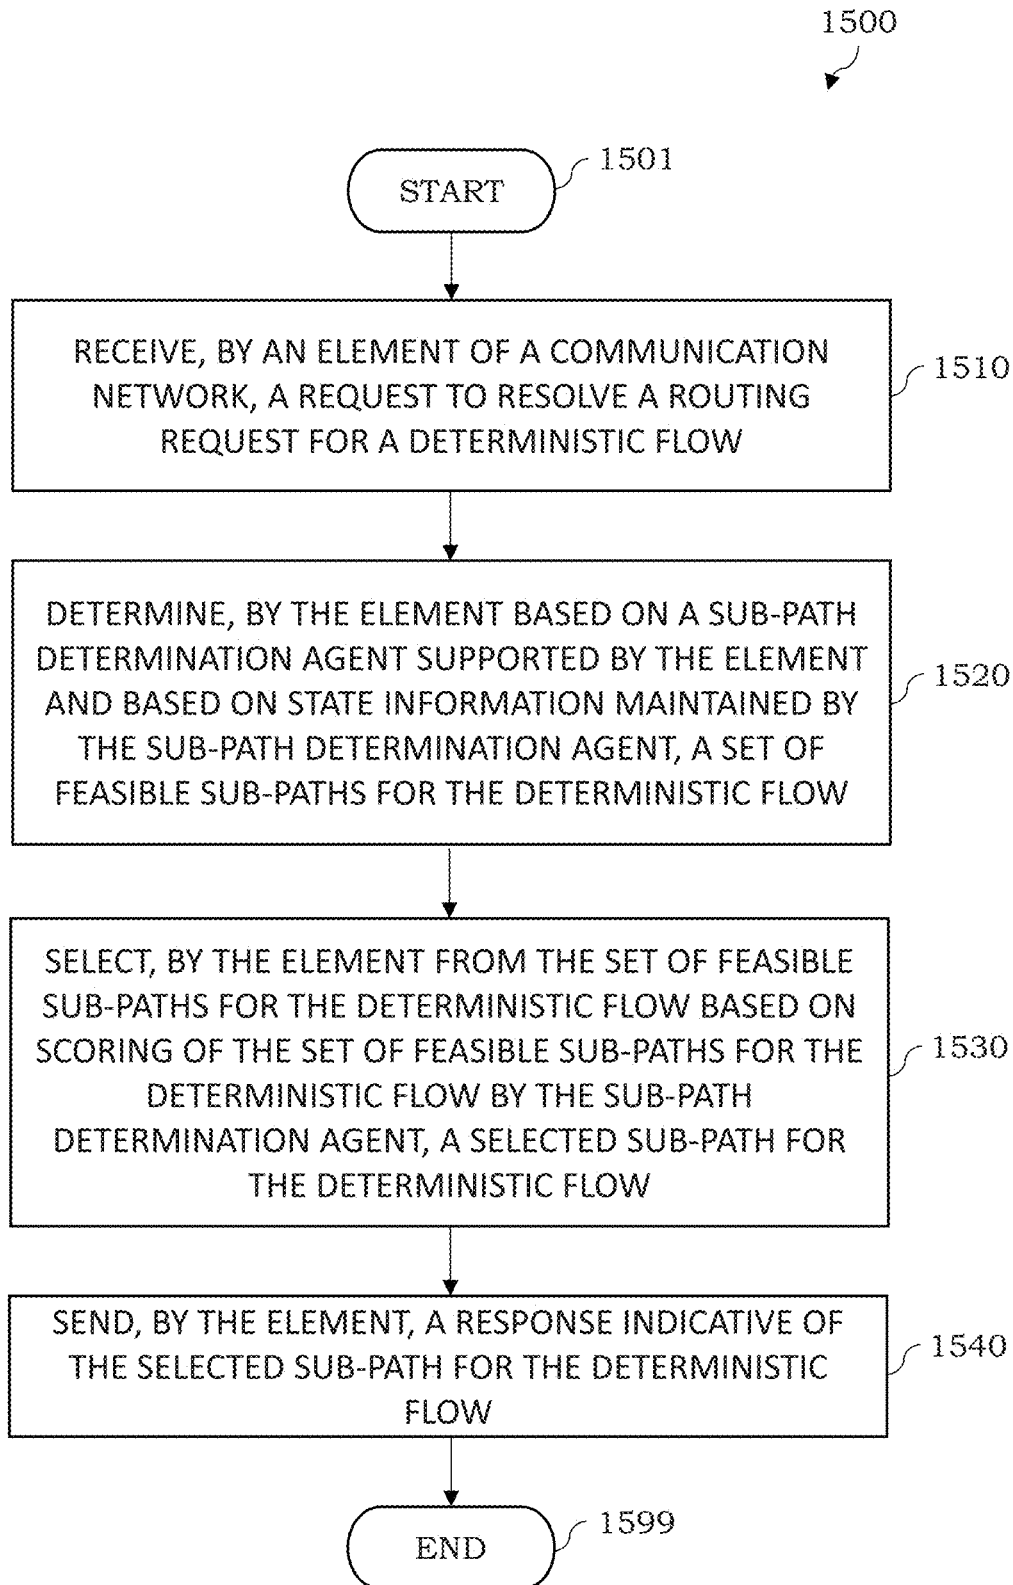 1500
START
1501
RECEIVE, BY AN ELEMENT OF A COMMUNICATION
NETWORK, A REQUEST TO RESOLVE A ROUTING
REQUEST FOR A DETERMINISTIC FLOW
1510
DETERMINE, BY THE ELEMENT BASED ON A SUB-PATH
DETERMINATION AGENT SUPPORTED BY THE ELEMENT
AND BASED ON STATE INFORMATION MAINTAINED BY
THE SUB-PATH DETERMINATION AGENT, A SET OF
FEASIBLE SUB-PATHS FOR THE DETERMINISTIC FLOW
1520
SELECT, BY THE ELEMENT FROM THE SET OF FEASIBLE
SUB-PATHS FOR THE DETERMINISTIC FLOW BASED ON
SCORING OF THE SET OF FEASIBLE SUB-PATHS FOR THE
DETERMINISTIC FLOW BY THE SUB-PATH
DETERMINATION AGENT, A SELECTED SUB-PATH FOR
THE DETERMINISTIC FLOW
1530
SEND, BY THE ELEMENT, A RESPONSE INDICATIVE OF
THE SELECTED SUB-PATH FOR THE DETERMINISTIC
FLOW
1540
END
1599